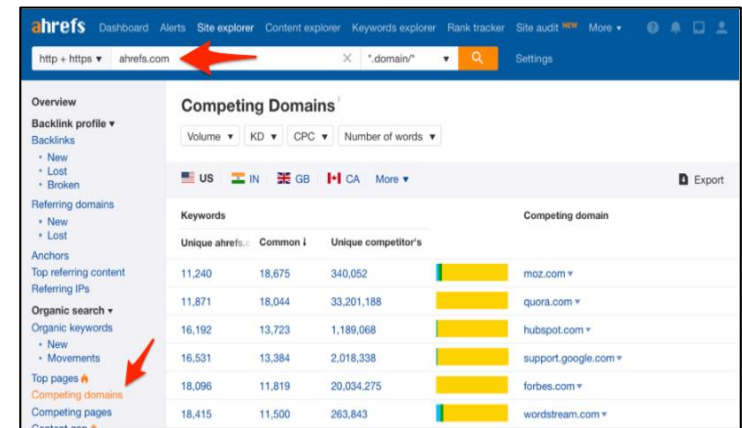 ahrefs Dashboard Alerts Site explorer Content explorer Keywords explorer Rank tracker Site audit NEW More ▾
http + https ▾ ahrefs.com × *.domain/* ▾ Settings
Overview
Backlink profile ▾
Backlinks
• New
• Lost
• Broken
Referring domains
• New
• Lost
Anchors
Top referring content
Referring IPs
Organic search ▾
Organic keywords
• New
• Movements
Top pages
Competing domains
Competing pages
Content gap
Competing Domains i
Volume ▾ KD ▾ CPC ▾ Number of words ▾
US IN GB CA More ▾ Export
Keywords Competing domain
Unique ahrefs.c Common ↓ Unique competitor's
11,240 18,675 340,052 moz.com ▾
11,871 18,044 33,201,188 quora.com ▾
16,192 13,723 1,189,068 hubspot.com ▾
16,531 13,384 2,018,338 support.google.com ▾
18,096 11,819 20,034,275 forbes.com ▾
18,415 11,500 263,843 wordstream.com ▾